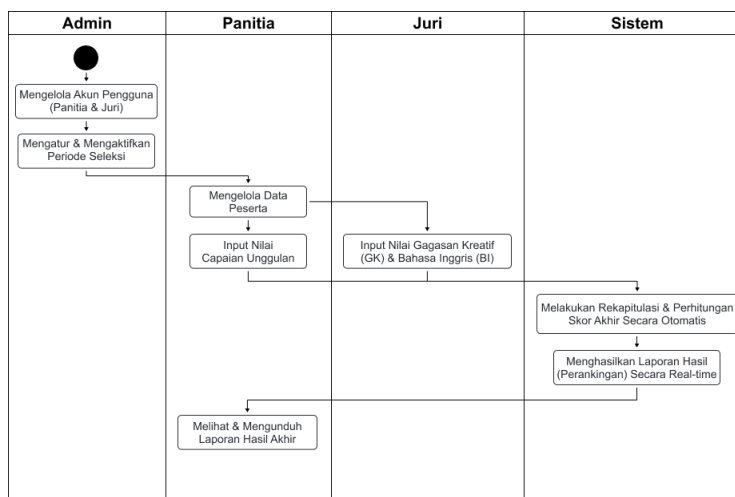 Admin
Panitia
Juri
Sistem
Mengelola Akun Pengguna
(Panitia & Juri)
Mengatur & Mengaktifkan
Periode Seleksi
Mengelola Data
Peserta
Input Nilai
Capaian Unggulan
Input Nilai Gagasan Kreatif
(GK) & Bahasa Inggris (BI)
Melakukan Rekapitulasi & Perhitungan
Skor Akhir Secara Otomatis
Menghasilkan Laporan Hasil
(Perankingan) Secara Real-time
Melihat & Mengunduh
Laporan Hasil Akhir